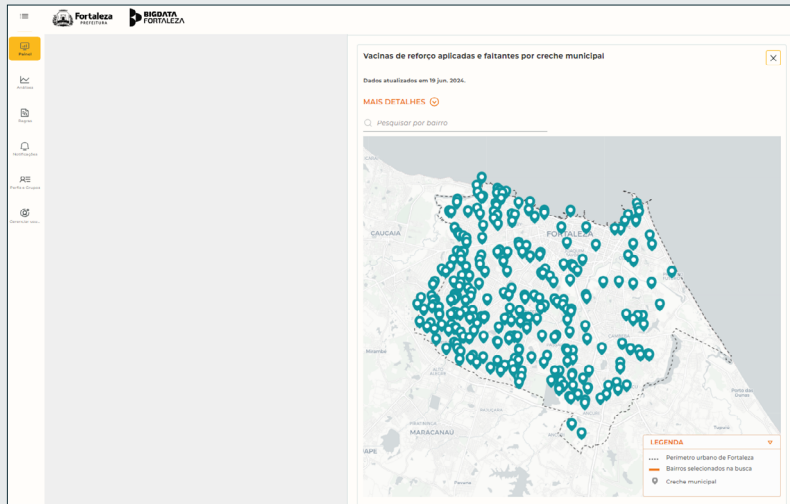 Fortaleza
PREFEITURA
BIGDATA
FORTALEZA
Painel
Análises
Regras
Notificações
Perfis e Grupos
Vacinas de reforço aplicadas e faltantes por creche municipal
Dados atualizados em 19 jun. 2024.
MAIS DETALHES
Pesquisar por bairro
CAUCAIA
FORTALEZA
MARACANAÚ
LEGENDA
Perímetro urbano de Fortaleza
Bairros selecionados na busca
Creche municipal